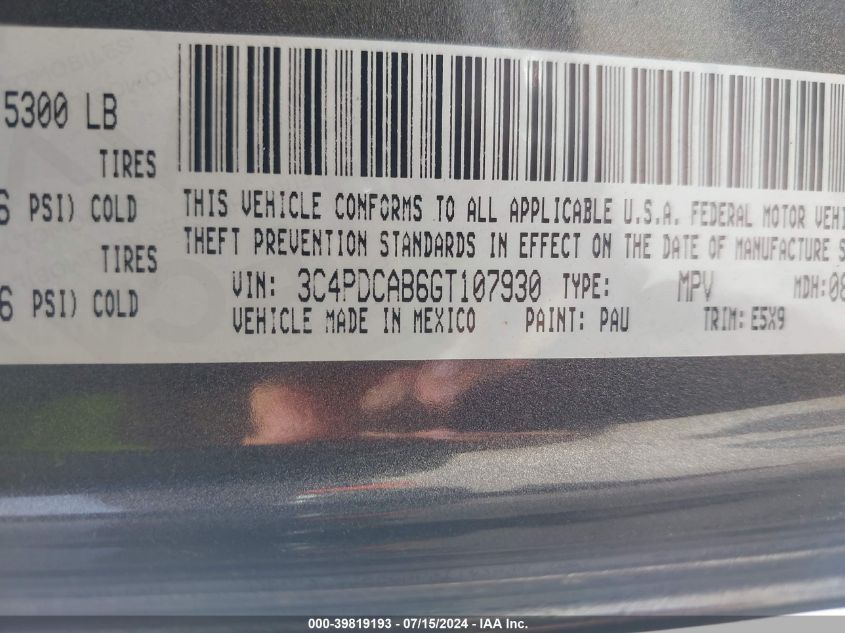 5300 LB
TIRES
6 PSI) COLD
TIRES
6 PSI) COLD
THIS VEHICLE CONFORMS TO ALL APPLICABLE U.S.A. FEDERAL MOTOR VEHI
THEFT PREVENTION STANDARDS IN EFFECT ON THE DATE OF MANUFACTURE S
VIN: 3C4PDCAB6GT107930 TYPE: MPV MDH:08
VEHICLE MADE IN MEXICO PAINT: PAU TRIM: E5X9
000-39819193 - 07/15/2024 - IAA Inc.